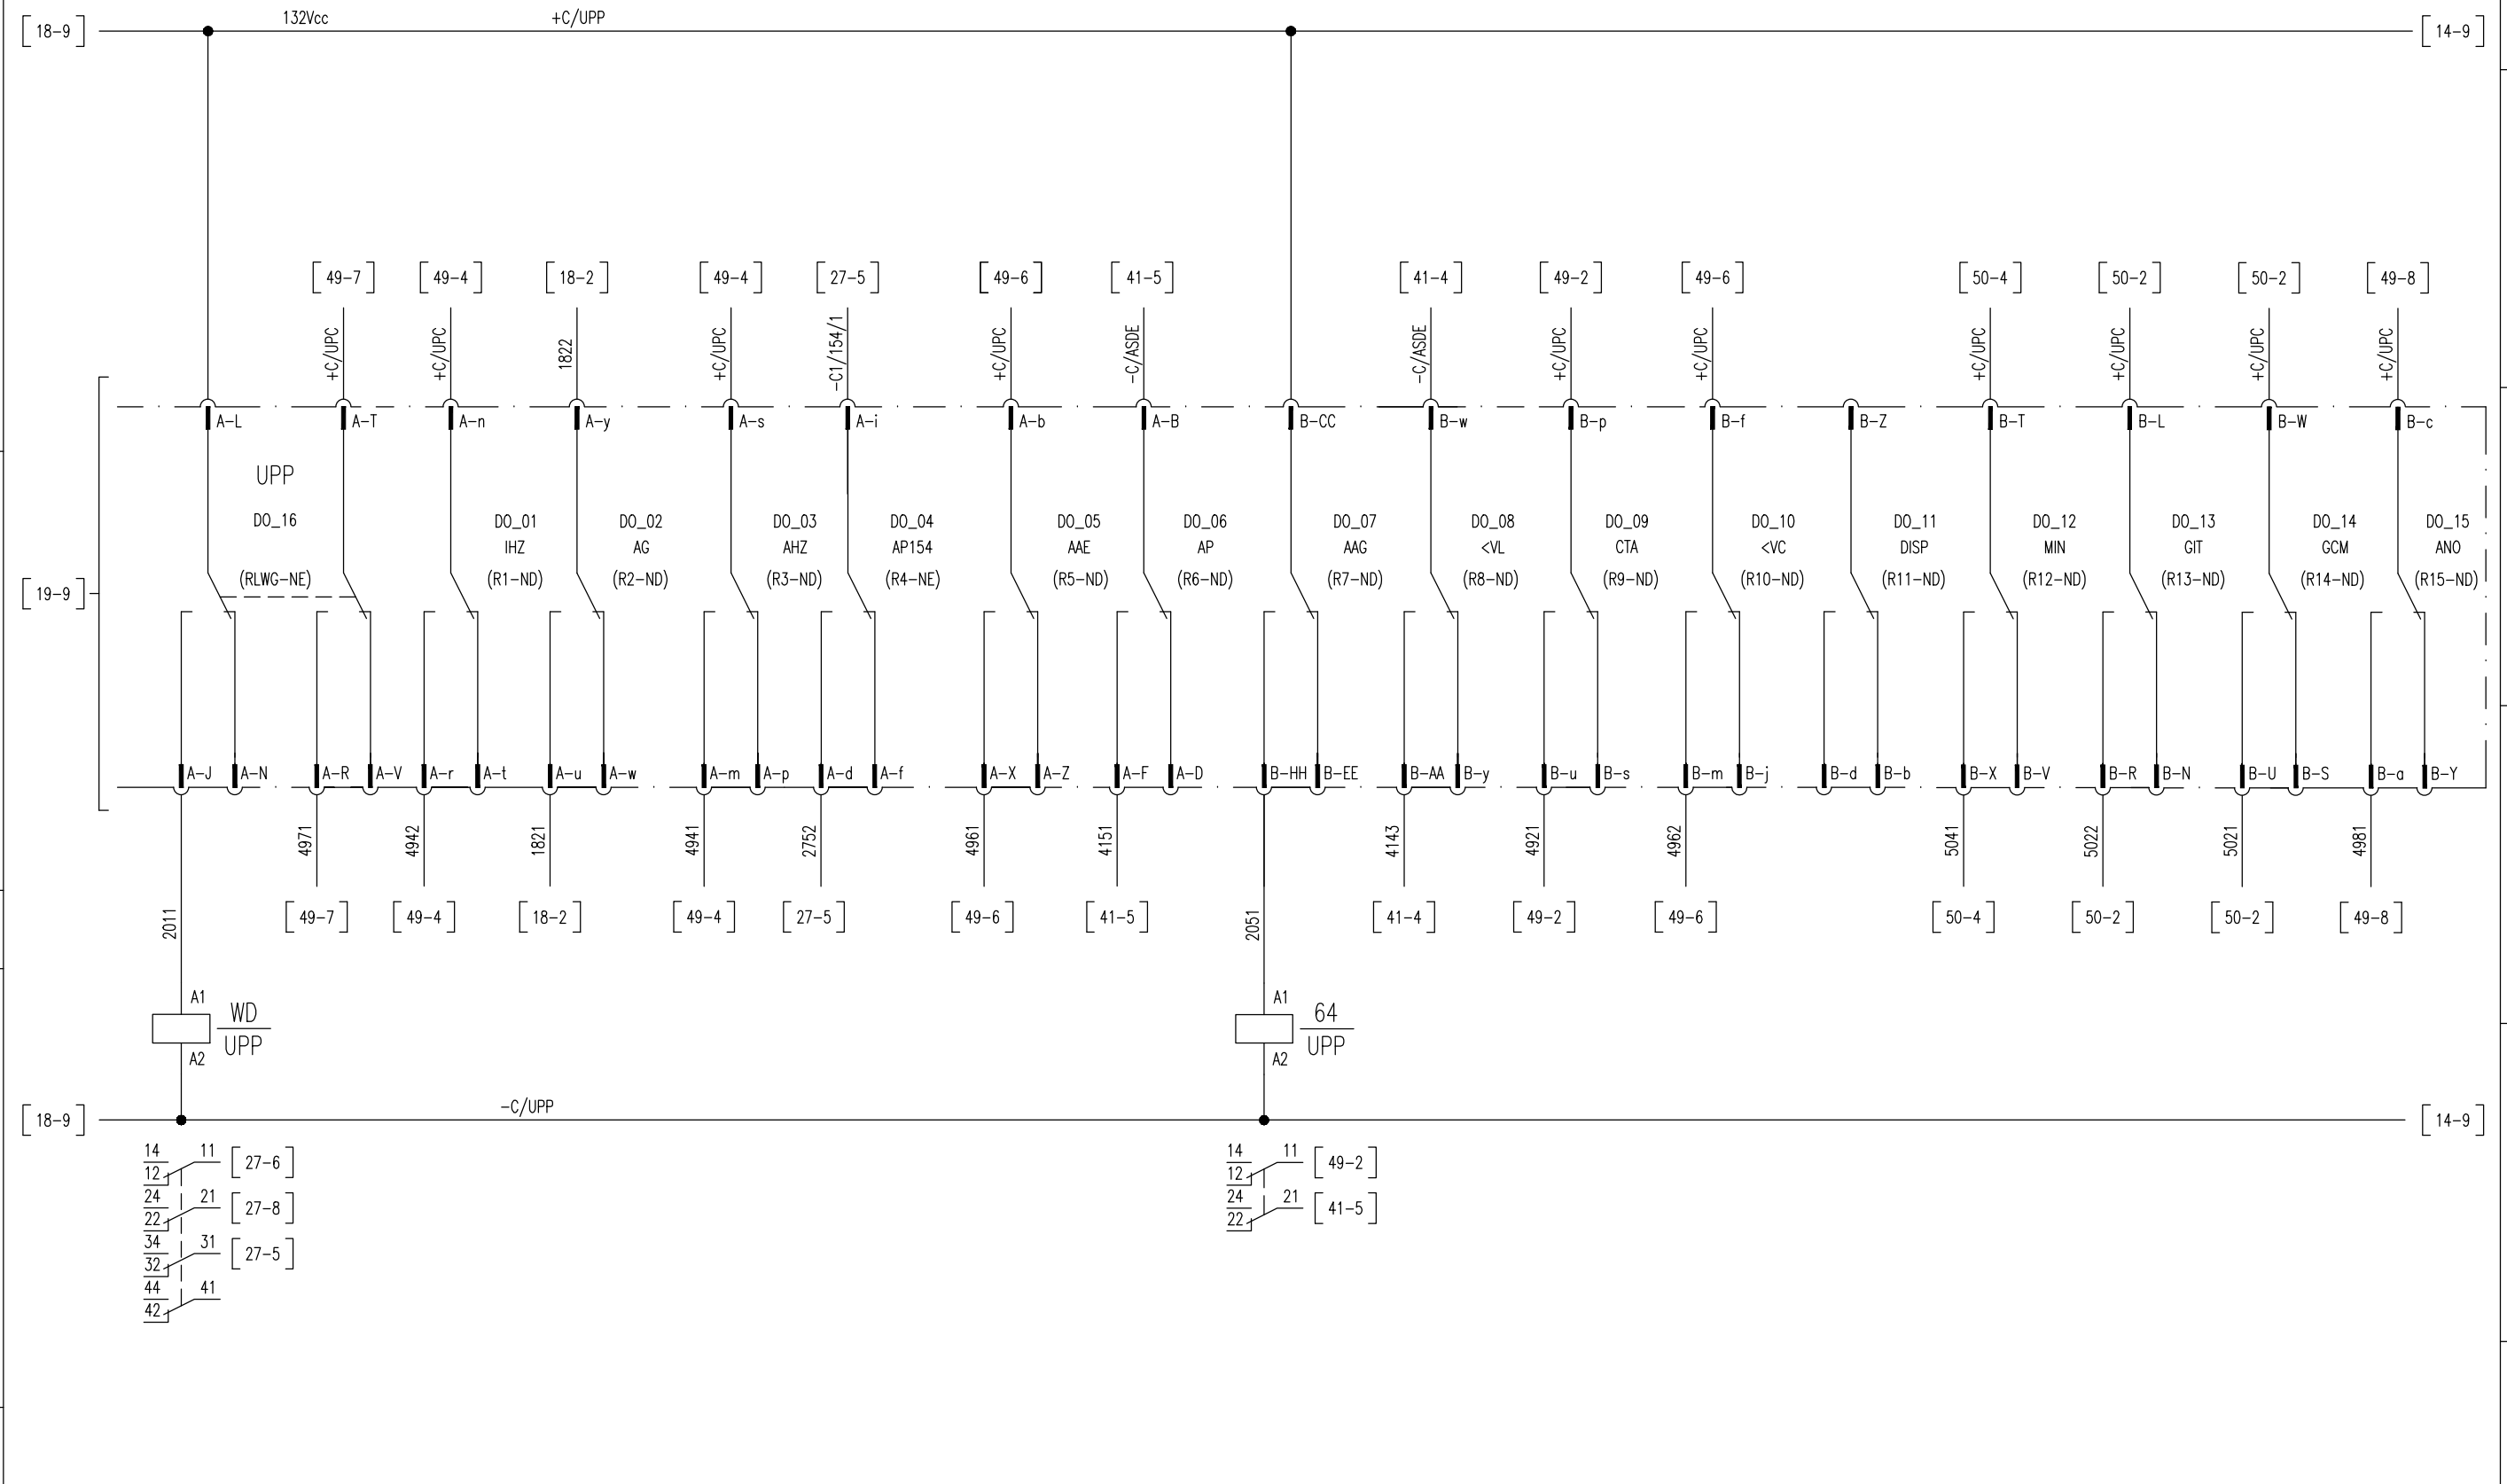 132Vcc +C/UPP
[18-9] [14-9]
[49-7] [49-4] [18-2] [49-4] [27-5] [49-6] [41-5] [41-4] [49-2] [49-6] [50-4] [50-2] [50-2] [49-8]
+C/UPC +C/UPC 1822 +C/UPC -C1/154/1 +C/UPC -C/ASDE -C/ASDE +C/UPC +C/UPC +C/UPC +C/UPC +C/UPC +C/UPC
A-L A-T A-n A-y A-s A-i A-b A-B B-CC B-w B-p B-f B-Z B-T B-L B-W B-c
UPP
DO_16 DO_01 DO_02 DO_03 DO_04 DO_05 DO_06 DO_07 DO_08 DO_09 DO_10 DO_11 DO_12 DO_13 DO_14 DO_15
IHZ AG AHZ AP154 AAE AP AAG <VL CTA <VC DISP MIN GIT GCM ANO
(RLWG-NE) (R1-ND) (R2-ND) (R3-ND) (R4-NE) (R5-ND) (R6-ND) (R7-ND) (R8-ND) (R9-ND) (R10-ND) (R11-ND) (R12-ND) (R13-ND) (R14-ND) (R15-ND)
[19-9]
A-J A-N A-R A-V A-r A-t A-u A-w A-m A-p A-d A-f A-X A-Z A-F A-D B-HH B-EE B-AA B-y B-u B-s B-m B-j B-d B-b B-X B-V B-R B-N B-U B-S B-a B-Y
4971 4942 1821 4941 2752 4961 4151 4143 4921 4962 5041 5022 5021 4981
[49-7] [49-4] [18-2] [49-4] [27-5] [49-6] [41-5] [41-4] [49-2] [49-6] [50-4] [50-2] [50-2] [49-8]
2011 2051
A1 A1
WD 64
UPP UPP
A2 A2
-C/UPP
[18-9] [14-9]
14 11 [27-6] 14 11 [49-2]
12 12
24 21 [27-8] 24 21 [41-5]
22 22
34 31 [27-5]
32
44 41
42